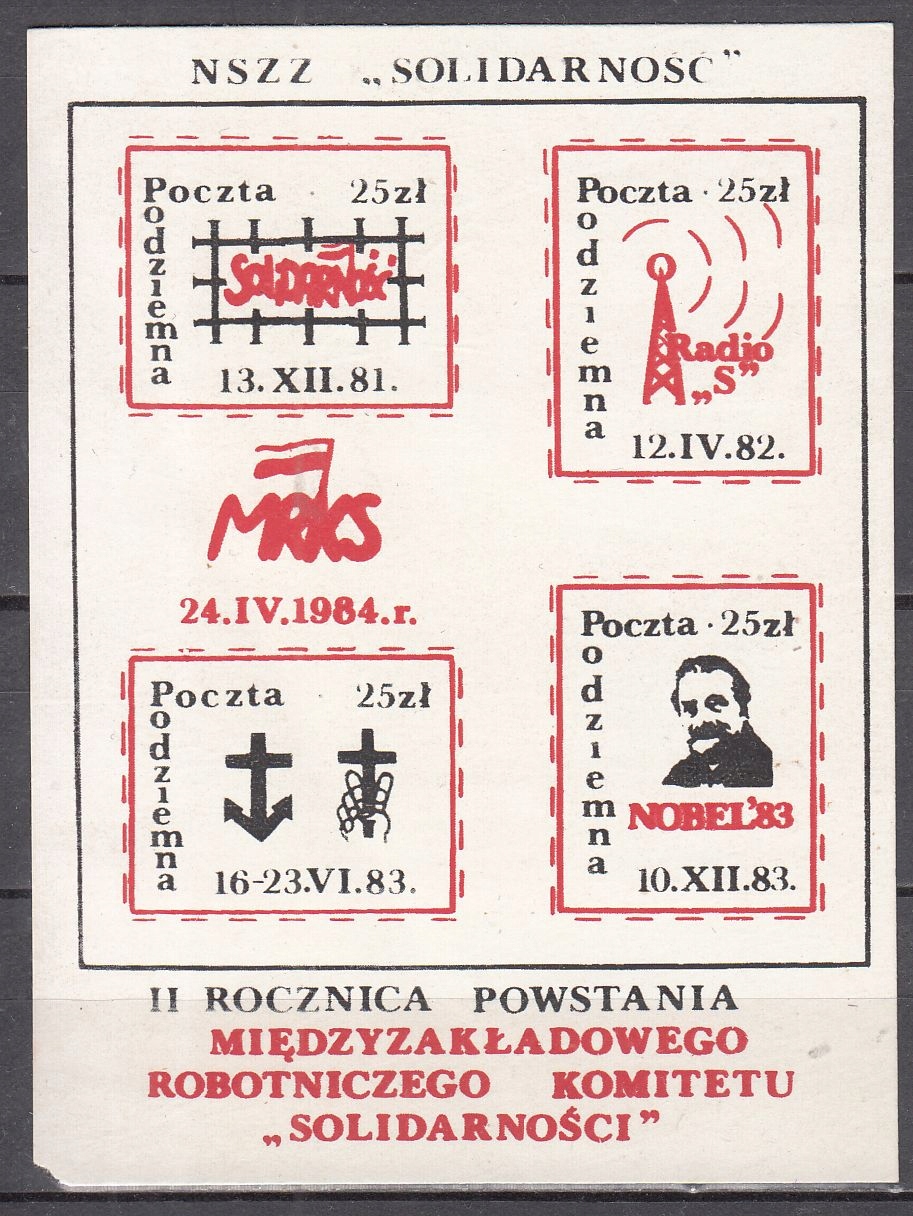 NSZZ „SOLIDARNOSC”
Poczta 25zł
Podziemna
SOLIDARNOŚĆ
13.XII.81.
Poczta · 25zł
Podziemna
Radio
„S”
12.IV.82.
MRKS
24.IV.1984.r.
Poczta 25zł
Podziemna
16-23.VI.83.
Poczta · 25zł
Podziemna
NOBEL'83
10.XII.83.
II ROCZNICA POWSTANIA
MIĘDZYZAKŁADOWEGO
ROBOTNICZEGO KOMITETU
„SOLIDARNOŚCI”